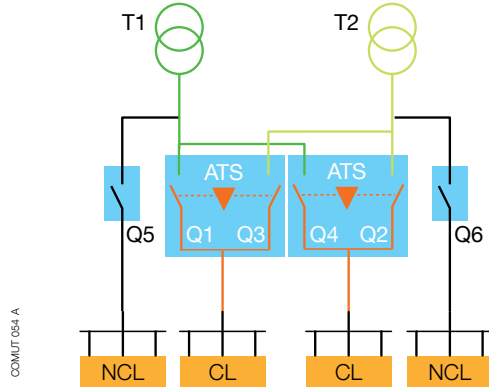 T1 T2
ATS ATS
Q5 Q1 Q3 Q4 Q2 Q6
COMUT 054 A
NCL CL CL NCL